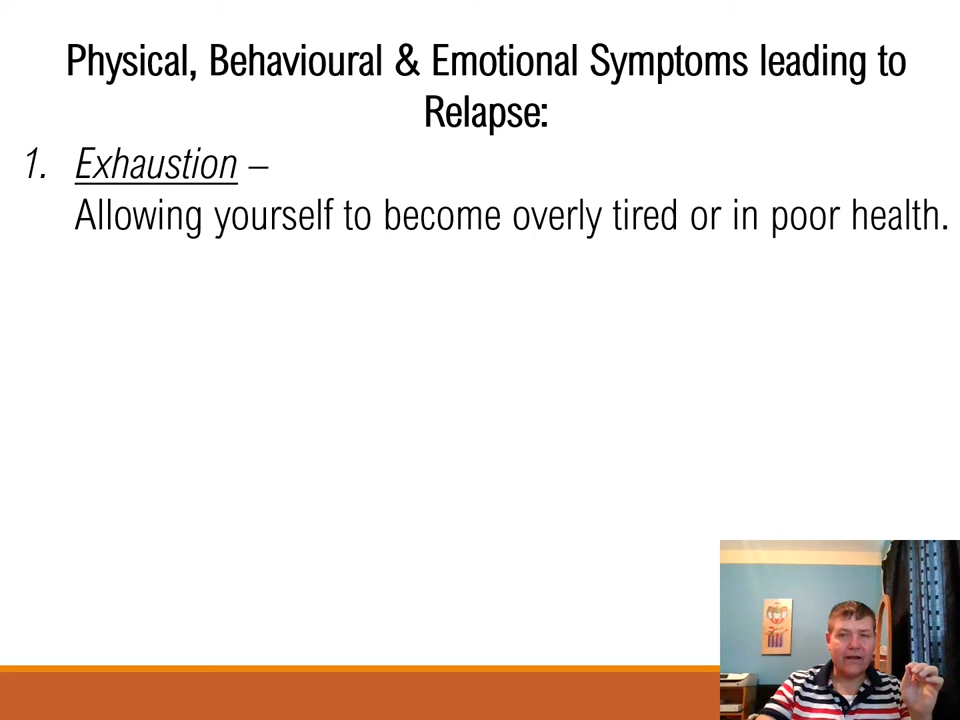 Physical, Behavioural & Emotional Symptoms leading to
Relapse:
1. Exhaustion –
Allowing yourself to become overly tired or in poor health.